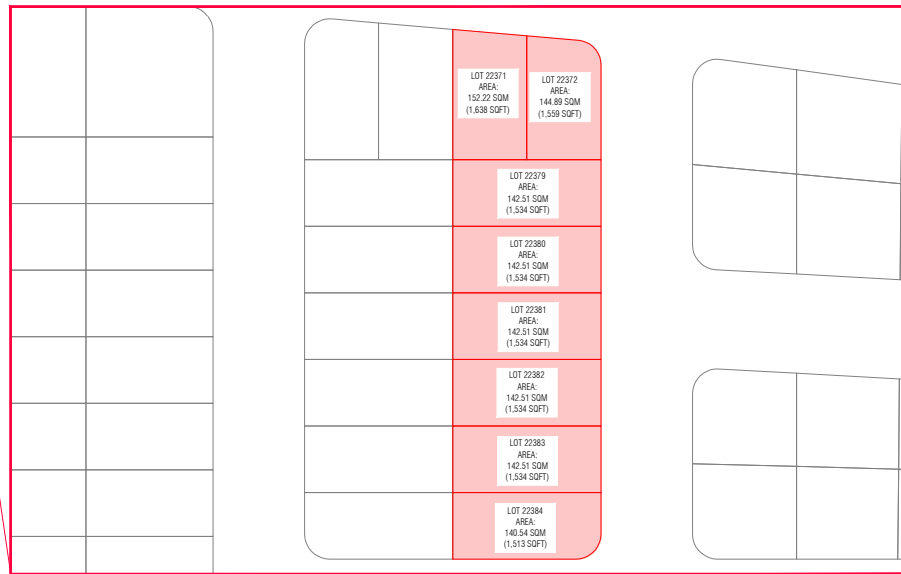 LOT 22371
AREA:
152.22 SQM
(1,638 SQFT)
LOT 22372
AREA:
144.89 SQM
(1,559 SQFT)
LOT 22379
AREA:
142.51 SQM
(1,534 SQFT)
LOT 22380
AREA:
142.51 SQM
(1,534 SQFT)
LOT 22381
AREA:
142.51 SQM
(1,534 SQFT)
LOT 22382
AREA:
142.51 SQM
(1,534 SQFT)
LOT 22383
AREA:
142.51 SQM
(1,534 SQFT)
LOT 22384
AREA:
140.54 SQM
(1,513 SQFT)